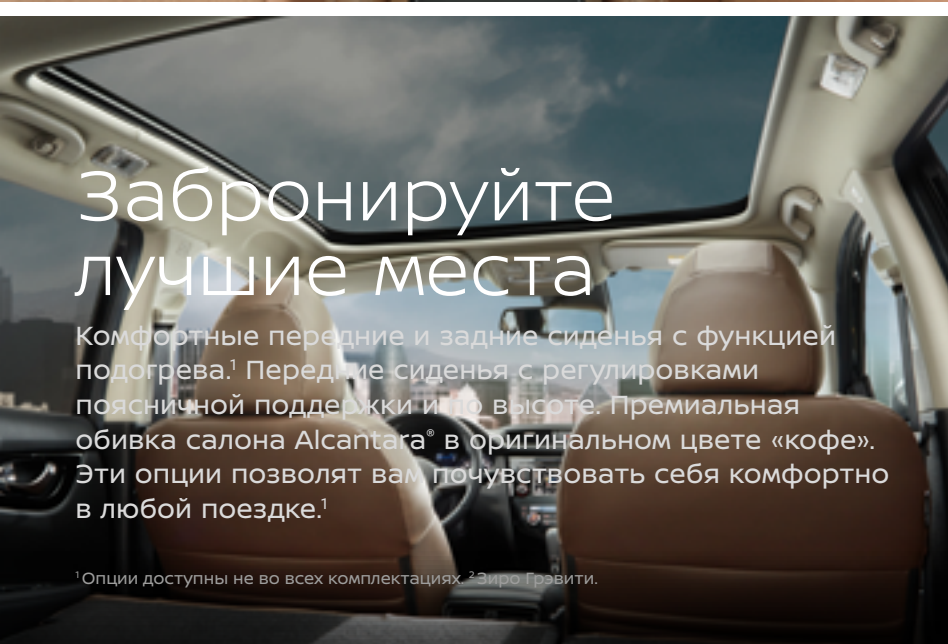 Забронируйте
лучшие места
Комфортные передние и задние сиденья с функцией
подогрева.¹ Передние сиденья с регулировками
поясничной поддержки и по высоте. Премиальная
обивка салона Alcantara® в оригинальном цвете «кофе».
Эти опции позволят вам почувствовать себя комфортно
в любой поездке.¹
¹Опции доступны не во всех комплектациях. ²Зиро Грэвити.